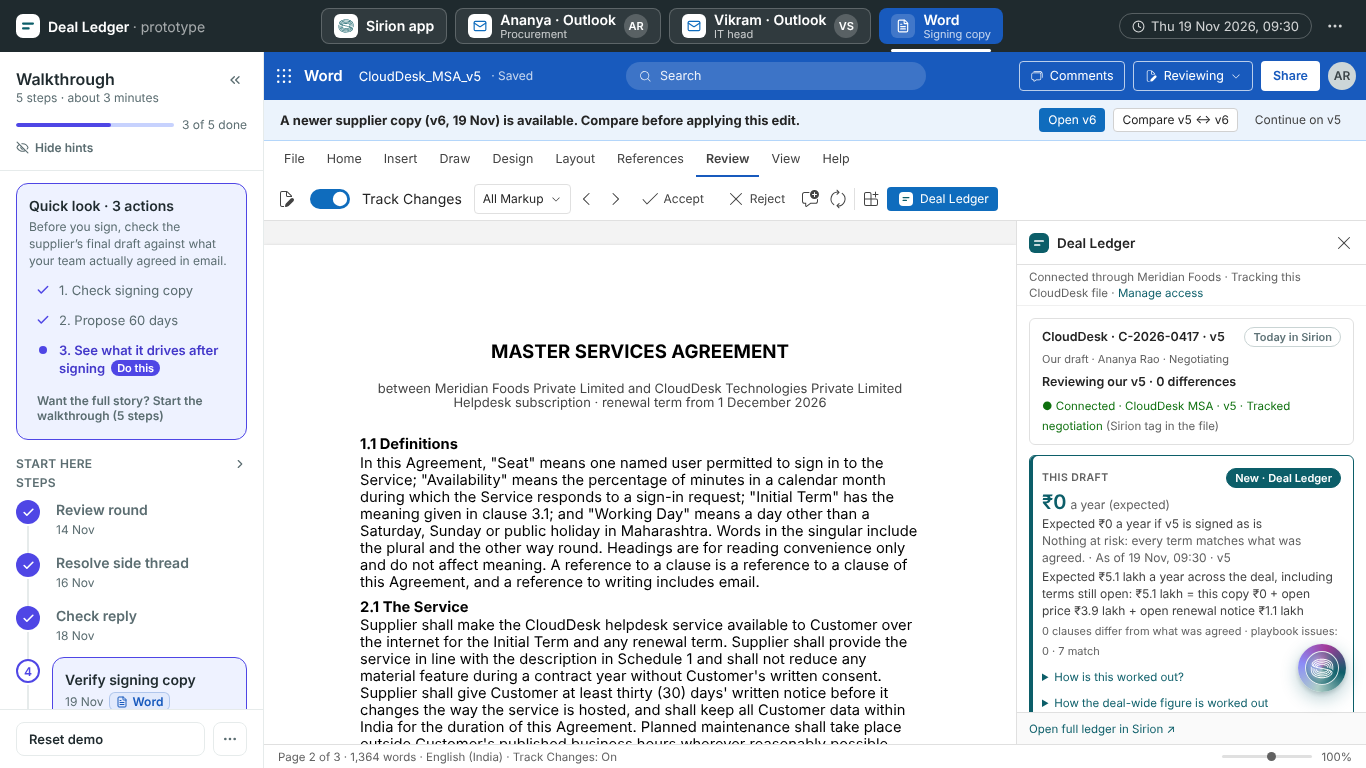 Deal Ledger · prototype
Sirion app
Ananya · Outlook
Procurement
AR
Vikram · Outlook
IT head
VS
Word
Signing copy
Thu 19 Nov 2026, 09:30
Walkthrough
5 steps · about 3 minutes
3 of 5 done
Hide hints
Quick look · 3 actions
Before you sign, check the
supplier's final draft against what
your team actually agreed in email.
1. Check signing copy
2. Propose 60 days
3. See what it drives after
signing Do this
Want the full story? Start the
walkthrough (5 steps)
START HERE
STEPS
Review round
14 Nov
Resolve side thread
16 Nov
Check reply
18 Nov
4
Verify signing copy
19 Nov Word
Reset demo
Word
CloudDesk_MSA_v5
· Saved
Search
Comments
Reviewing
Share
AR
A newer supplier copy (v6, 19 Nov) is available. Compare before applying this edit.
Open v6
Compare v5 ↔ v6
Continue on v5
File
Home
Insert
Draw
Design
Layout
References
Review
View
Help
Track Changes
All Markup
Accept
Reject
Deal Ledger
MASTER SERVICES AGREEMENT
between Meridian Foods Private Limited and CloudDesk Technologies Private Limited
Helpdesk subscription · renewal term from 1 December 2026
1.1 Definitions
In this Agreement, "Seat" means one named user permitted to sign in to the
Service; "Availability" means the percentage of minutes in a calendar month
during which the Service responds to a sign-in request; "Initial Term" has the
meaning given in clause 3.1; and "Working Day" means a day other than a
Saturday, Sunday or public holiday in Maharashtra. Words in the singular include
the plural and the other way round. Headings are for reading convenience only
and do not affect meaning. A reference to a clause is a reference to a clause of
this Agreement, and a reference to writing includes email.
2.1 The Service
Supplier shall make the CloudDesk helpdesk service available to Customer over
the internet for the Initial Term and any renewal term. Supplier shall provide the
service in line with the description in Schedule 1 and shall not reduce any
material feature during a contract year without Customer's written consent.
Supplier shall give Customer at least thirty (30) days' written notice before it
changes the way the service is hosted, and shall keep all Customer data within
India for the duration of this Agreement. Planned maintenance shall take place
outside Customer's published business hours wherever reasonably possible
Page 2 of 3 · 1,364 words · English (India) · Track Changes: On
100%
Deal Ledger
Connected through Meridian Foods · Tracking this
CloudDesk file · Manage access
CloudDesk · C-2026-0417 · v5
Today in Sirion
Our draft · Ananya Rao · Negotiating
Reviewing our v5 · 0 differences
Connected · CloudDesk MSA · v5 · Tracked
negotiation (Sirion tag in the file)
THIS DRAFT
New · Deal Ledger
₹0 a year (expected)
Expected ₹0 a year if v5 is signed as is
Nothing at risk: every term matches what was
agreed. · As of 19 Nov, 09:30 · v5
Expected ₹5.1 lakh a year across the deal, including
terms still open: ₹5.1 lakh = this copy ₹0 + open
price ₹3.9 lakh + open renewal notice ₹1.1 lakh
0 clauses differ from what was agreed · playbook issues:
0 · 7 match
How is this worked out?
How the deal-wide figure is worked out
Open full ledger in Sirion ↗